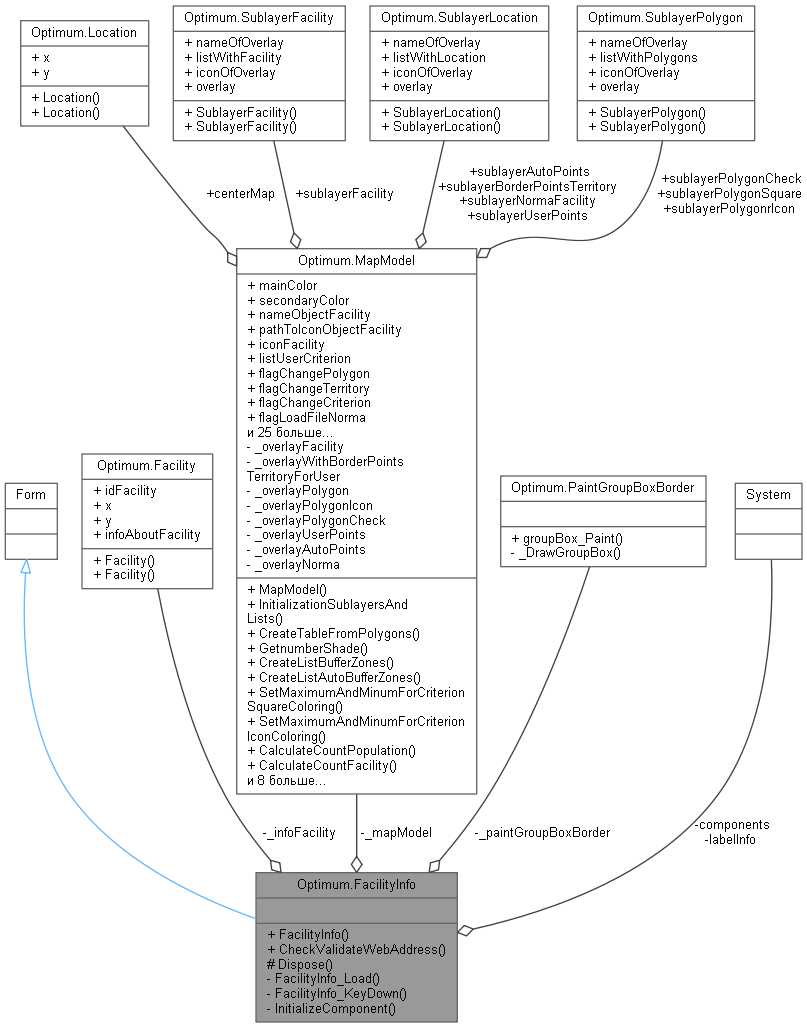 Optimum.Location
+ x
+ y
+ Location()
+ Location()
Optimum.SublayerFacility
+ nameOfOverlay
+ listWithFacility
+ iconOfOverlay
+ overlay
+ SublayerFacility()
+ SublayerFacility()
Optimum.SublayerLocation
+ nameOfOverlay
+ listWithLocation
+ iconOfOverlay
+ overlay
+ SublayerLocation()
+ SublayerLocation()
Optimum.SublayerPolygon
+ nameOfOverlay
+ listWithPolygons
+ iconOfOverlay
+ overlay
+ SublayerPolygon()
+ SublayerPolygon()
+centerMap
+sublayerFacility
+sublayerAutoPoints
+sublayerBorderPointsTerritory
+sublayerNormaFacility
+sublayerUserPoints
+sublayerPolygonCheck
+sublayerPolygonSquare
+sublayerPolygonrIcon
Optimum.MapModel
+ mainColor
+ secondaryColor
+ nameObjectFacility
+ pathToIconObjectFacility
+ iconFacility
+ listUserCriterion
+ flagChangePolygon
+ flagChangeTerritory
+ flagChangeCriterion
+ flagLoadFileNorma
и 25 больше...
- _overlayFacility
- _overlayWithBorderPoints
TerritoryForUser
- _overlayPolygon
- _overlayPolygonIcon
- _overlayPolygonCheck
- _overlayUserPoints
- _overlayAutoPoints
- _overlayNorma
+ MapModel()
+ InitializationSublayersAnd
Lists()
+ CreateTableFromPolygons()
+ GetnumberShade()
+ CreateListBufferZones()
+ CreateListAutoBufferZones()
+ SetMaximumAndMinumForCriterion
SquareColoring()
+ SetMaximumAndMinumForCriterion
IconColoring()
+ CalculateCountPopulation()
+ CalculateCountFacility()
и 8 больше...
Form
Optimum.Facility
+ idFacility
+ x
+ y
+ infoAboutFacility
+ Facility()
+ Facility()
Optimum.PaintGroupBoxBorder
+ groupBox_Paint()
- _DrawGroupBox()
System
-_infoFacility
-_mapModel
-_paintGroupBoxBorder
-components
-labelInfo
Optimum.FacilityInfo
+ FacilityInfo()
+ CheckValidateWebAddress()
# Dispose()
- FacilityInfo_Load()
- FacilityInfo_KeyDown()
- InitializeComponent()